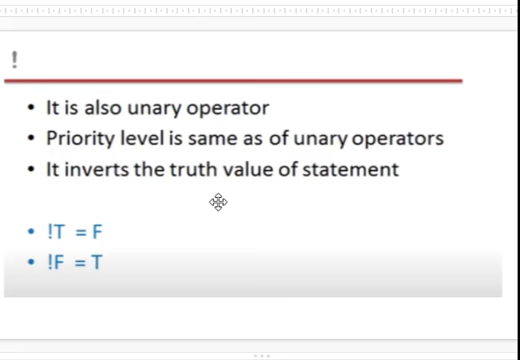 !
• It is also unary operator
• Priority level is same as of unary operators
• It inverts the truth value of statement
• !T = F
• !F = T